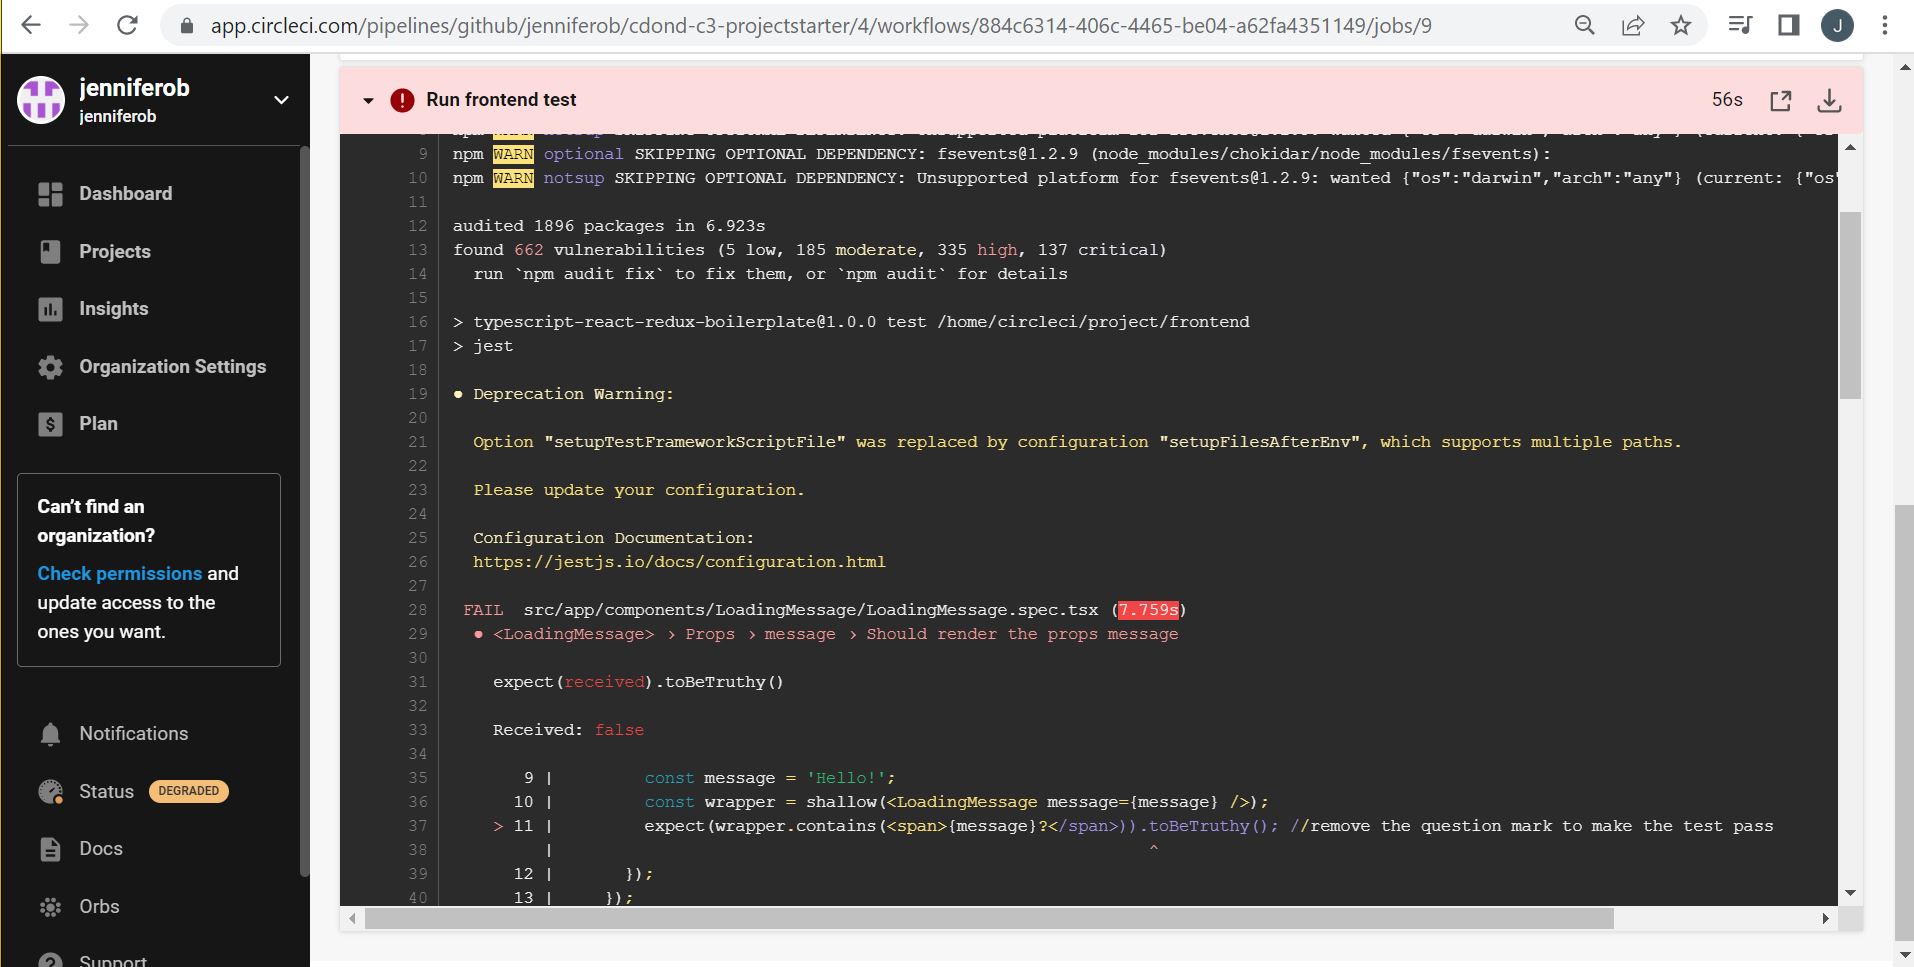 app.circleci.com/pipelines/github/jenniferob/cdond-c3-projectstarter/4/workflows/884c6314-406c-4465-be04-a62fa4351149/jobs/9
J
jenniferob
jenniferob
Dashboard
Projects
Insights
Organization Settings
Plan
Can't find an
organization?
Check permissions and
update access to the
ones you want.
Notifications
Status DEGRADED
Docs
Orbs
Support
Run frontend test 56s
9 npm WARN optional SKIPPING OPTIONAL DEPENDENCY: fsevents@1.2.9 (node_modules/chokidar/node_modules/fsevents):
10 npm WARN notsup SKIPPING OPTIONAL DEPENDENCY: Unsupported platform for fsevents@1.2.9: wanted {"os":"darwin","arch":"any"} (current: {"os"
11
12 audited 1896 packages in 6.923s
13 found 662 vulnerabilities (5 low, 185 moderate, 335 high, 137 critical)
14 run `npm audit fix` to fix them, or `npm audit` for details
15
16 > typescript-react-redux-boilerplate@1.0.0 test /home/circleci/project/frontend
17 > jest
18
19 ● Deprecation Warning:
20
21 Option "setupTestFrameworkScriptFile" was replaced by configuration "setupFilesAfterEnv", which supports multiple paths.
22
23 Please update your configuration.
24
25 Configuration Documentation:
26 https://jestjs.io/docs/configuration.html
27
28 FAIL src/app/components/LoadingMessage/LoadingMessage.spec.tsx (7.759s)
29 ● <LoadingMessage> › Props › message › Should render the props message
30
31 expect(received).toBeTruthy()
32
33 Received: false
34
35 9 | const message = 'Hello!';
36 10 | const wrapper = shallow(<LoadingMessage message={message} />);
37 > 11 | expect(wrapper.contains(<span>{message}?</span>)).toBeTruthy(); //remove the question mark to make the test pass
38 | ^
39 12 | });
40 13 | });